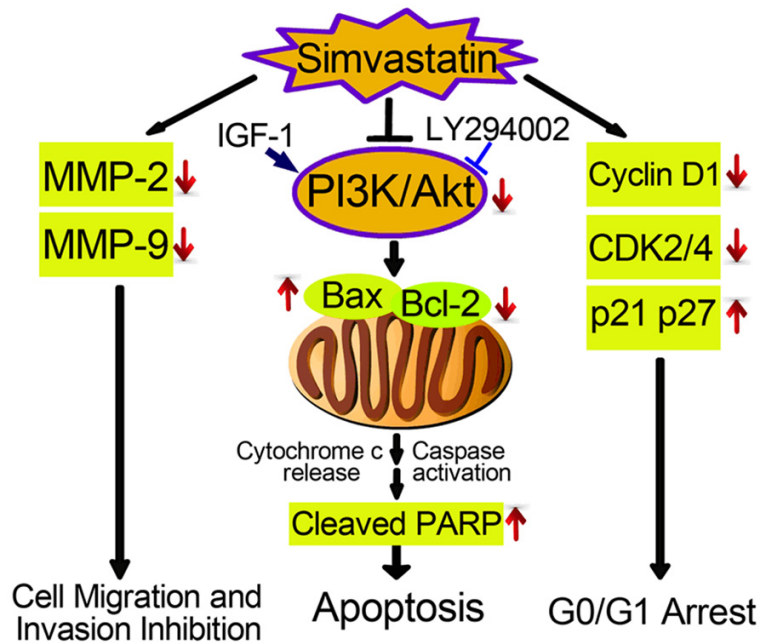 Simvastatin
IGF-1
LY294002
MMP-2
MMP-9
PI3K/Akt
Cyclin D1
CDK2/4
p21 p27
Bax
Bcl-2
Cytochrome c
release
Caspase
activation
Cleaved PARP
Cell Migration and
Invasion Inhibition
Apoptosis
G0/G1 Arrest